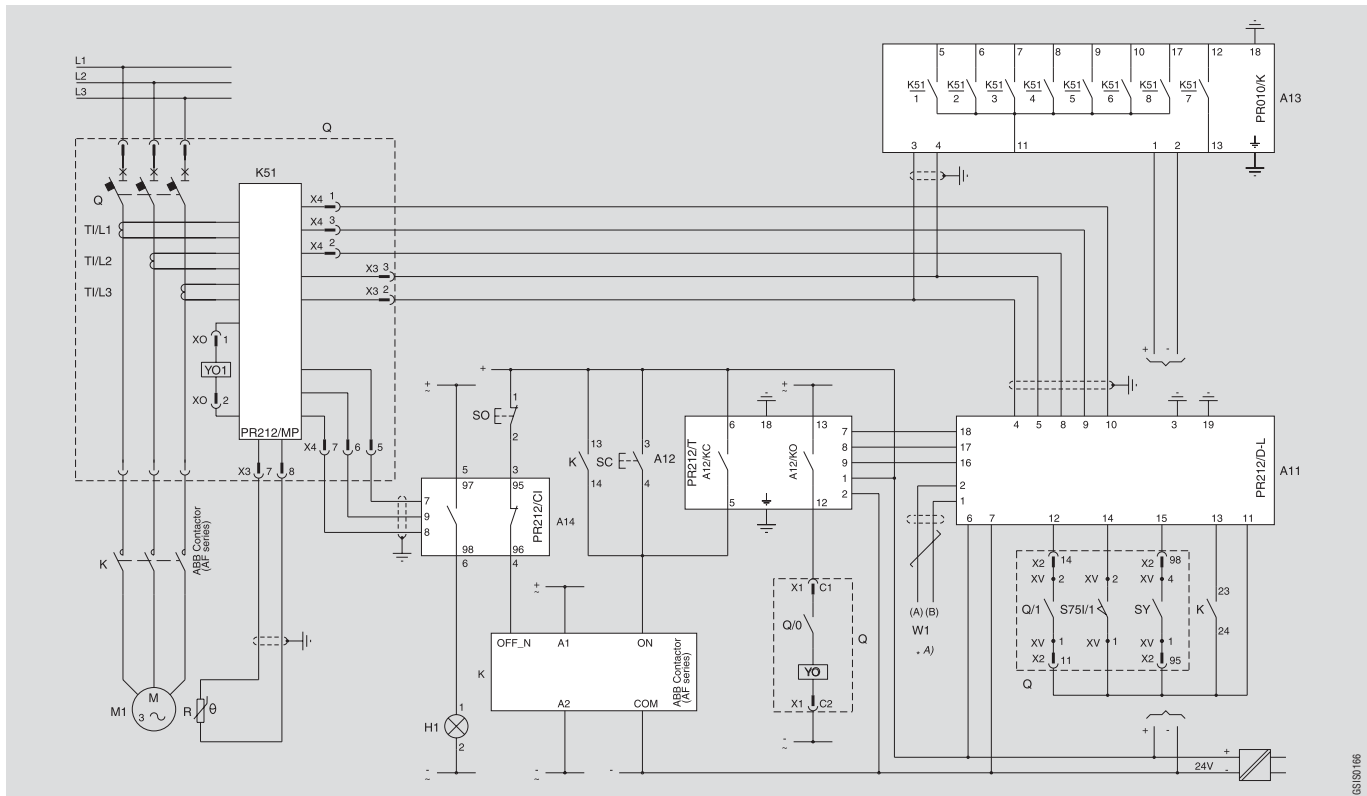 L1
L2
L3
Q
Q
K51
TI/L1
TI/L2
TI/L3
X4 1
X4 3
X4 2
X3 3
X3 2
XO 1
YO1
XO 2
PR212/MP
X3 7 8
X4 7 6 5
5 6 7 8 9 10 17 12 18
K51 1
K51 2
K51 3
K51 4
K51 5
K51 6
K51 8
K51 7
PR010/K
A13
3 4 11 1 2 13
+ -
+
~
+
+
~
1
SO
2
5 3
97 95
7
9
8
PR212/CI
A14
98 96
6 4
13
K
14
3
SC
4
A12
6 18 13
PR212/T
A12/KC
A12/KO
5 12
7
8
9
1
2
18
17
16
2
1
4 5 8 9 10 3 19
PR212/D-L
A11
6 7 12 14 15 13 11
(A) (B)
W1
* A)
X2 14
XV 2
Q/1
XV 1
X2 11
XV 2
S75I/1
XV 1
X2 98
XV 4
SY
XV 1
X2 95
Q
23
K
24
K
ABB Contactor
(AF series)
M1
M
3 ~
R
θ
+
~
OFF_N A1 ON
K
A2 COM
ABB Contactor
(AF series)
H1
1
2
-
~
-
~
-
X1 C1
Q/0
YO
X1 C2
Q
-
~
+ -
24V
+
-
GSIS0166